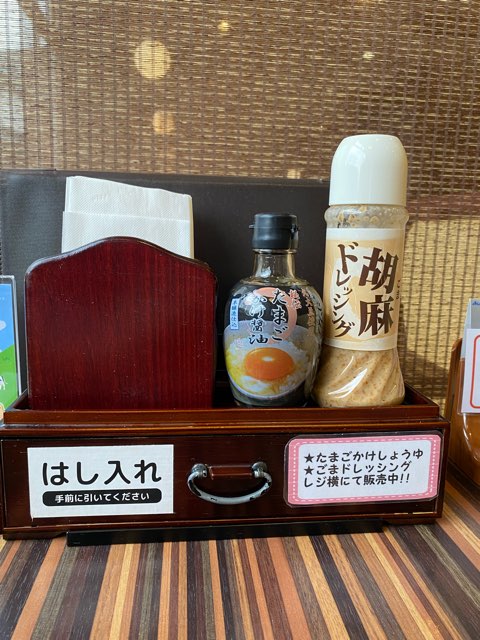 胡麻
ドレッシング
たまご
かけ醤油
はし入れ
手前に引いてください
★たまごかけしょうゆ
★ごまドレッシング
レジ横にて販売中!!